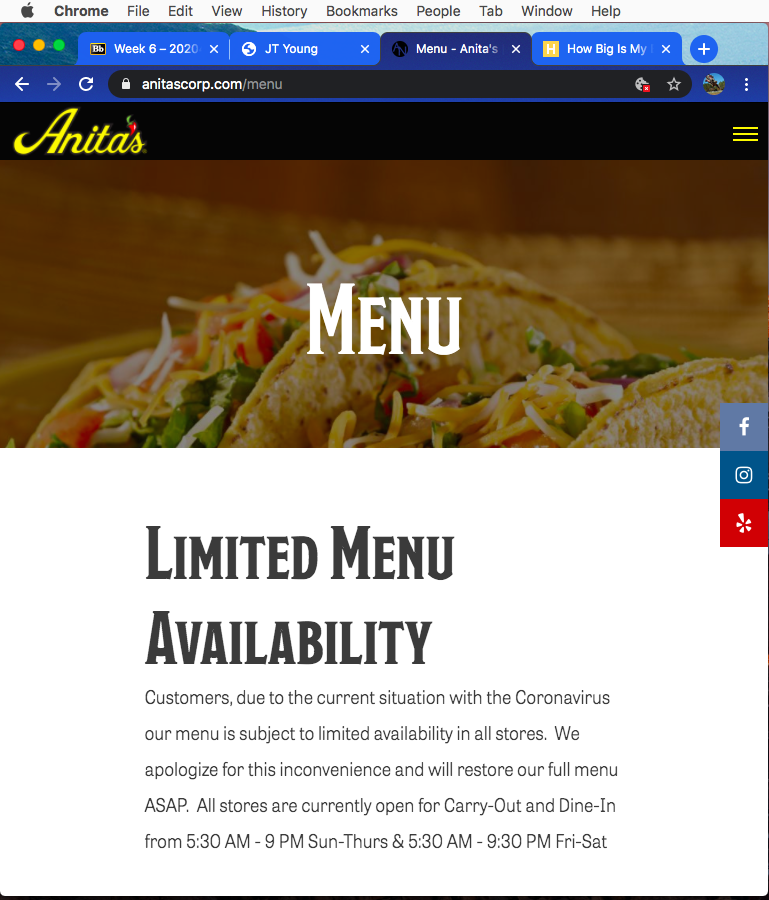 Chrome File Edit View History Bookmarks People Tab Window Help
Bb Week 6 – 2020 JT Young Menu - Anita's H How Big Is My
anitascorp.com/menu
Anita's
Menu
Limited Menu
Availability
Customers, due to the current situation with the Coronavirus
our menu is subject to limited availability in all stores. We
apologize for this inconvenience and will restore our full menu
ASAP. All stores are currently open for Carry-Out and Dine-In
from 5:30 AM - 9 PM Sun-Thurs & 5:30 AM - 9:30 PM Fri-Sat